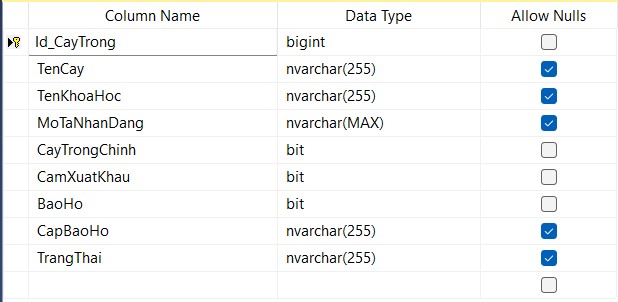 Column Name Data Type Allow Nulls
Id_CayTrong bigint
TenCay nvarchar(255)
TenKhoaHoc nvarchar(255)
MoTaNhanDang nvarchar(MAX)
CayTrongChinh bit
CamXuatKhau bit
BaoHo bit
CapBaoHo nvarchar(255)
TrangThai nvarchar(255)